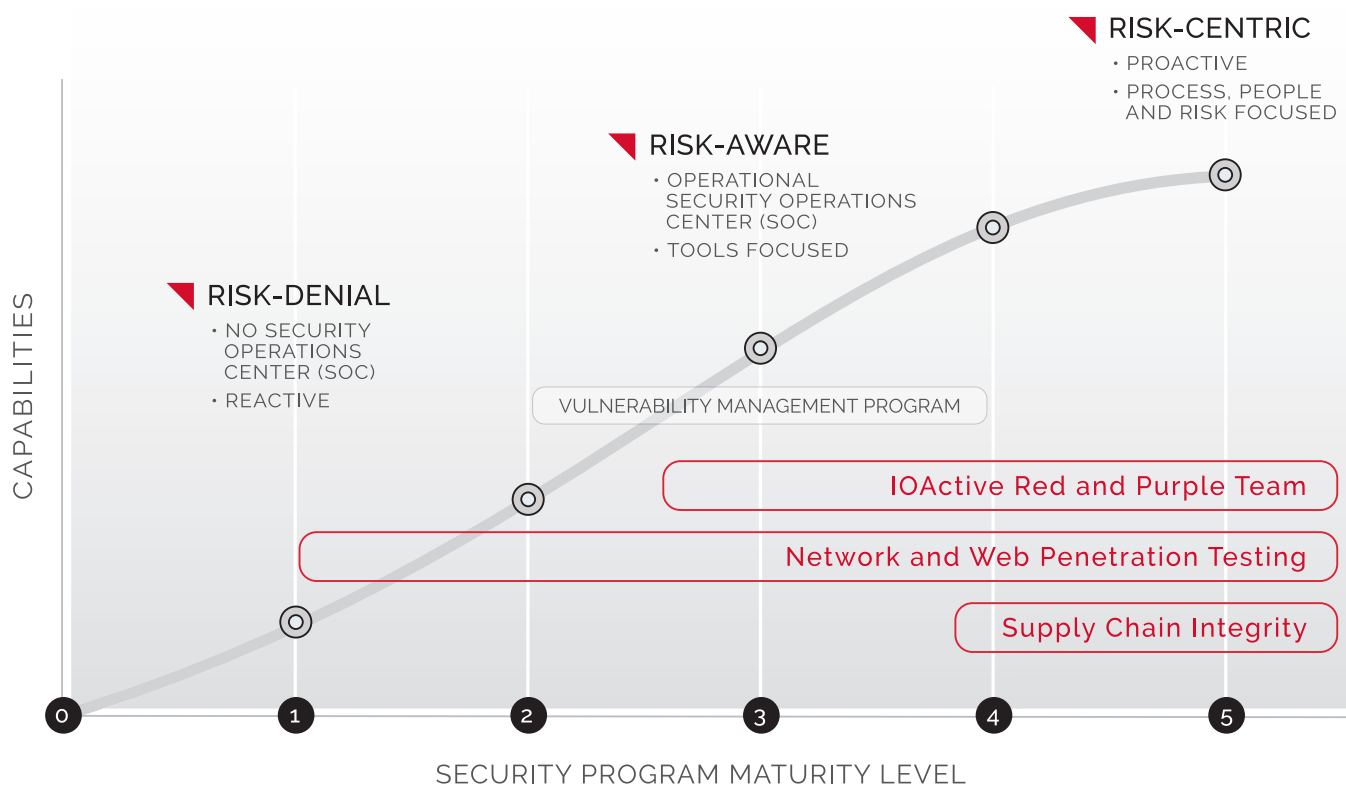 RISK-CENTRIC
• PROACTIVE
• PROCESS, PEOPLE
AND RISK FOCUSED
RISK-AWARE
• OPERATIONAL
SECURITY OPERATIONS
CENTER (SOC)
• TOOLS FOCUSED
RISK-DENIAL
• NO SECURITY
OPERATIONS
CENTER (SOC)
• REACTIVE
CAPABILITIES
VULNERABILITY MANAGEMENT PROGRAM
IOActive Red and Purple Team
Network and Web Penetration Testing
Supply Chain Integrity
0 1 2 3 4 5
SECURITY PROGRAM MATURITY LEVEL